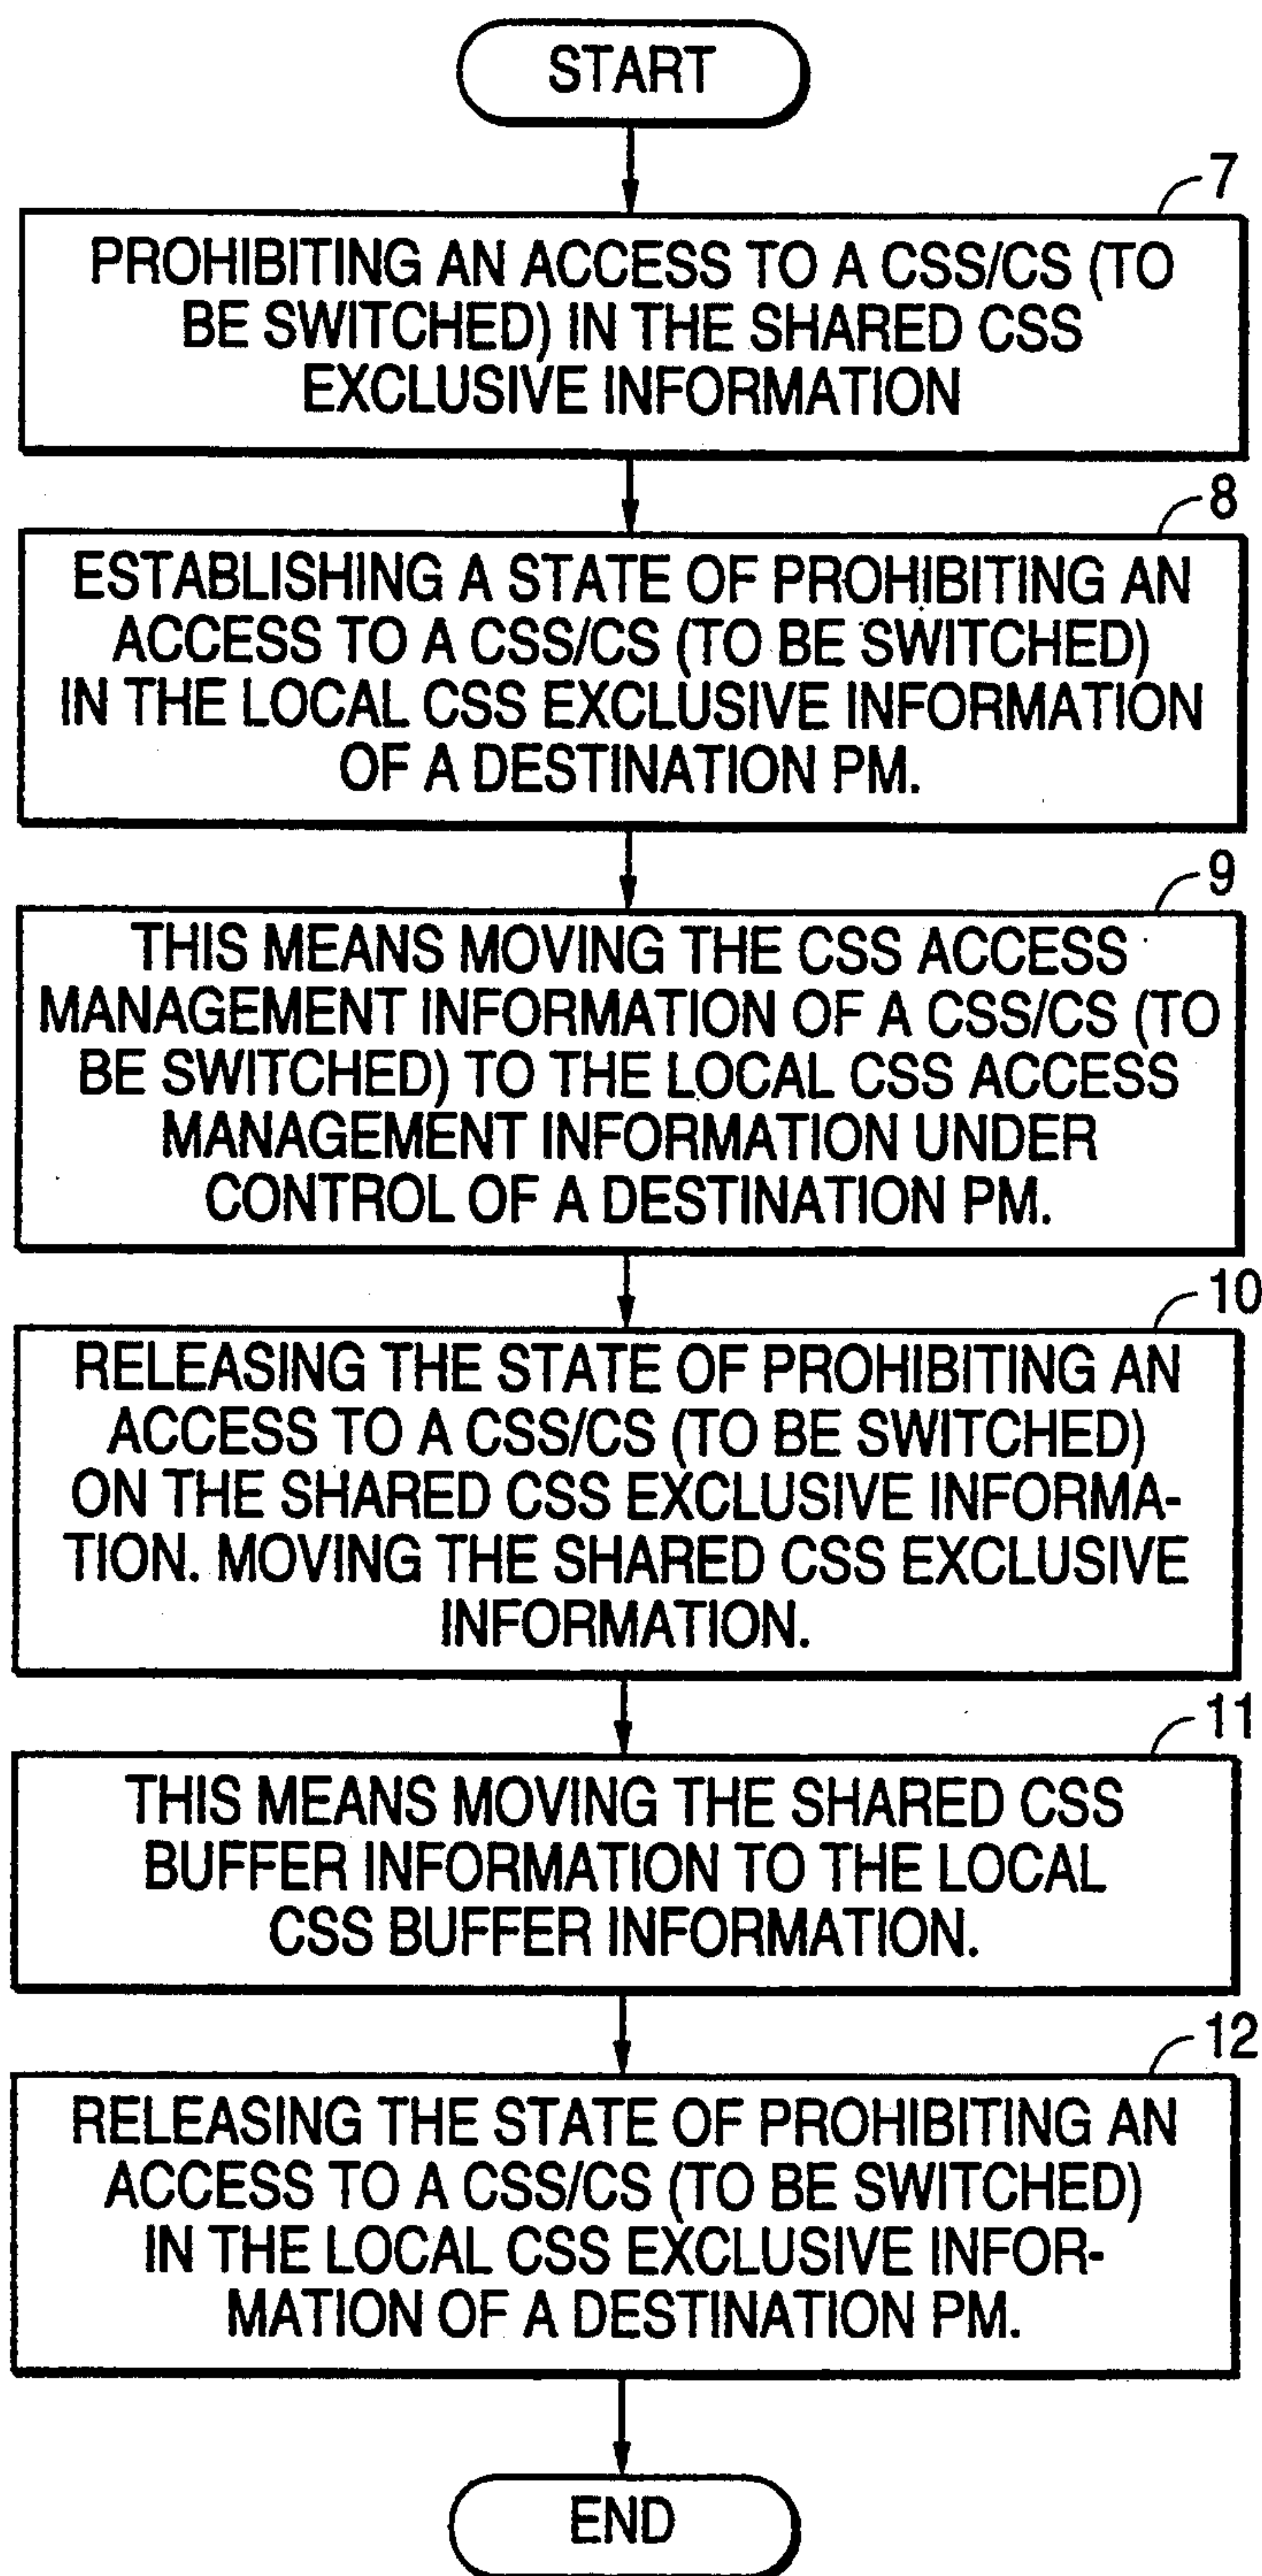 START
7
PROHIBITING AN ACCESS TO A CSS/CS (TO
BE SWITCHED) IN THE SHARED CSS
EXCLUSIVE INFORMATION
8
ESTABLISHING A STATE OF PROHIBITING AN
ACCESS TO A CSS/CS (TO BE SWITCHED)
IN THE LOCAL CSS EXCLUSIVE INFORMATION
OF A DESTINATION PM.
9
THIS MEANS MOVING THE CSS ACCESS
MANAGEMENT INFORMATION OF A CSS/CS (TO
BE SWITCHED) TO THE LOCAL CSS ACCESS
MANAGEMENT INFORMATION UNDER
CONTROL OF A DESTINATION PM.
10
RELEASING THE STATE OF PROHIBITING AN
ACCESS TO A CSS/CS (TO BE SWITCHED)
ON THE SHARED CSS EXCLUSIVE INFORMA-
TION. MOVING THE SHARED CSS EXCLUSIVE
INFORMATION.
11
THIS MEANS MOVING THE SHARED CSS
BUFFER INFORMATION TO THE LOCAL
CSS BUFFER INFORMATION.
12
RELEASING THE STATE OF PROHIBITING AN
ACCESS TO A CSS/CS (TO BE SWITCHED)
IN THE LOCAL CSS EXCLUSIVE INFOR-
MATION OF A DESTINATION PM.
END